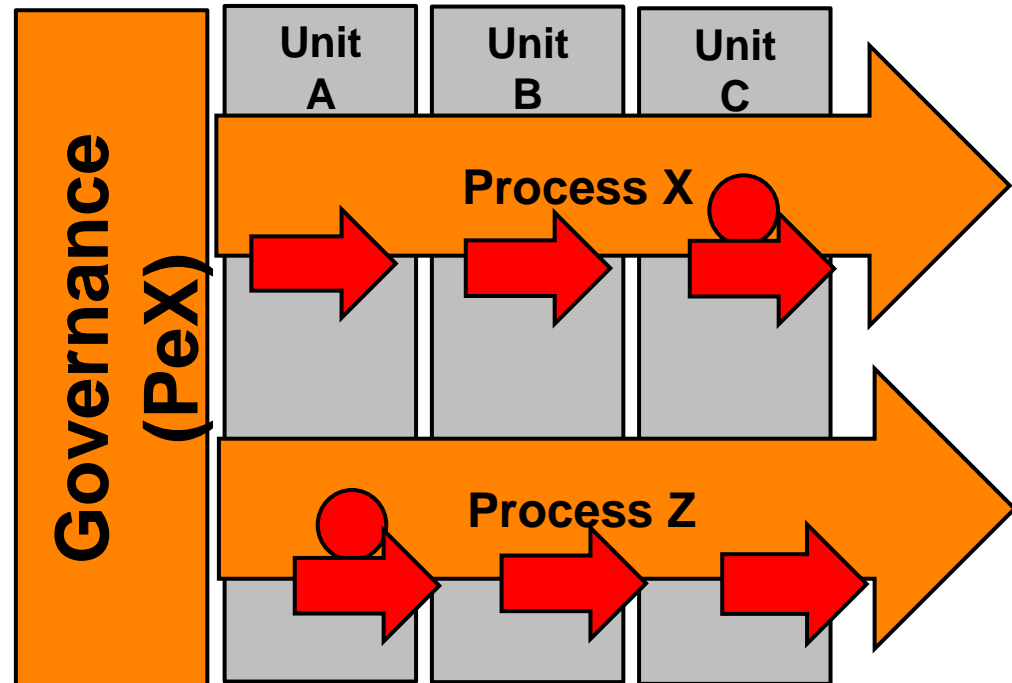 Governance
(PeX)
Unit
A
Unit
B
Unit
C
Process X
Process Z